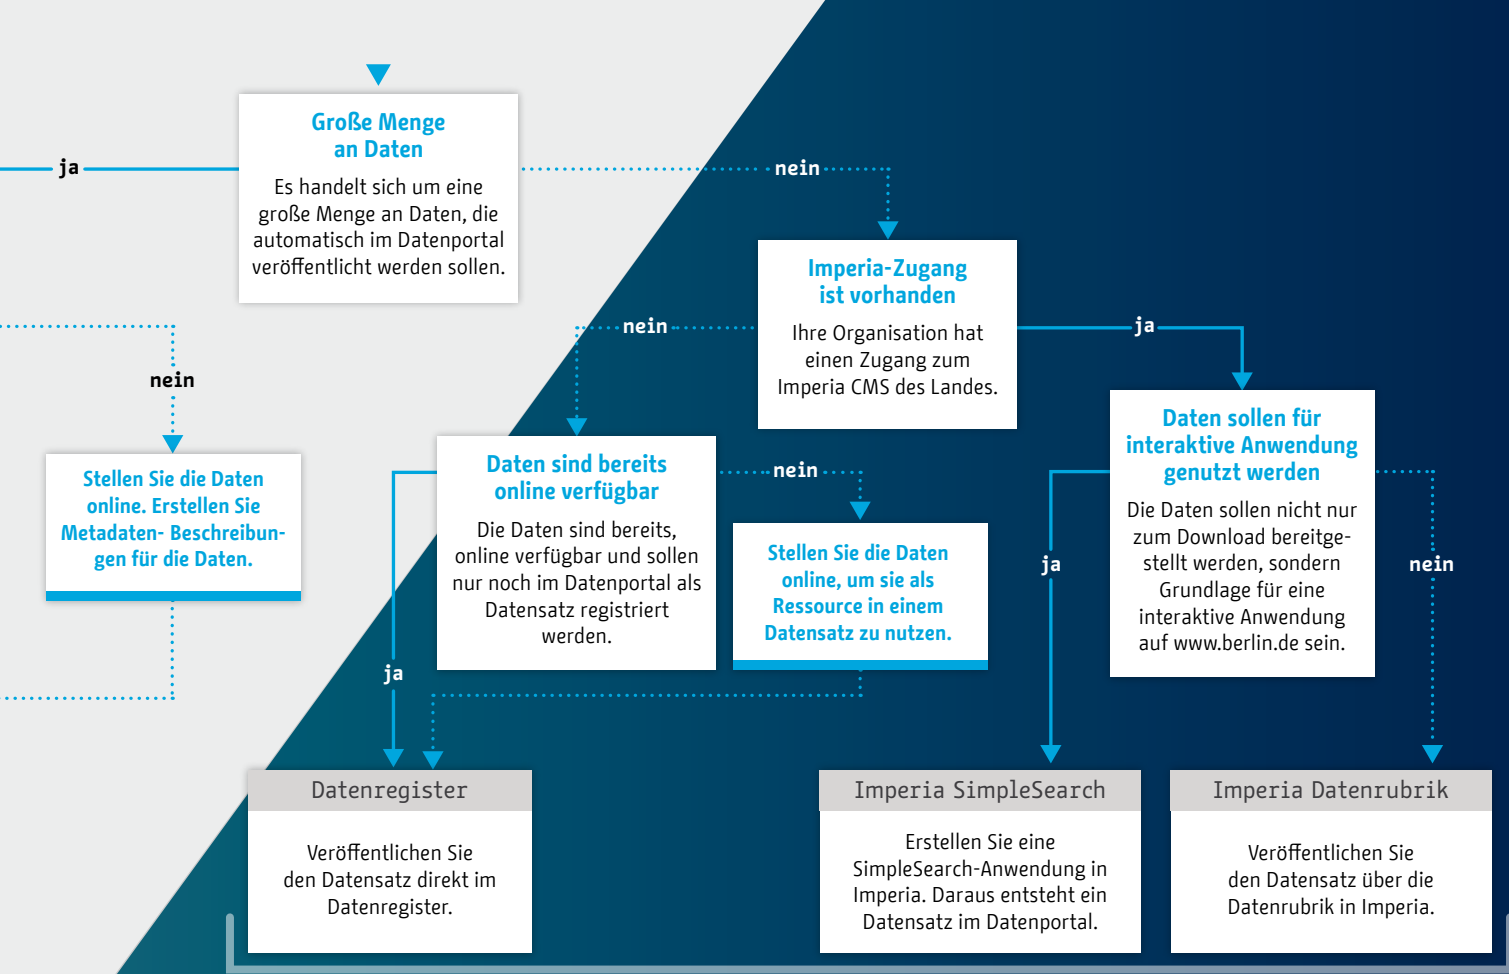 Große Menge
an Daten
Es handelt sich um eine
große Menge an Daten, die
automatisch im Datenportal
veröffentlicht werden sollen.
ja
nein
Imperia-Zugang
ist vorhanden
Ihre Organisation hat
einen Zugang zum
Imperia CMS des Landes.
nein
ja
nein
Stellen Sie die Daten
online. Erstellen Sie
Metadaten- Beschreibun-
gen für die Daten.
Daten sind bereits
online verfügbar
Die Daten sind bereits,
online verfügbar und sollen
nur noch im Datenportal als
Datensatz registriert
werden.
nein
ja
Stellen Sie die Daten
online, um sie als
Ressource in einem
Datensatz zu nutzen.
Daten sollen für
interaktive Anwendung
genutzt werden
Die Daten sollen nicht nur
zum Download bereitge-
stellt werden, sondern
Grundlage für eine
interaktive Anwendung
auf www.berlin.de sein.
ja
nein
Datenregister
Veröffentlichen Sie
den Datensatz direkt im
Datenregister.
Imperia SimpleSearch
Erstellen Sie eine
SimpleSearch-Anwendung in
Imperia. Daraus entsteht ein
Datensatz im Datenportal.
Imperia Datenrubrik
Veröffentlichen Sie
den Datensatz über die
Datenrubrik in Imperia.